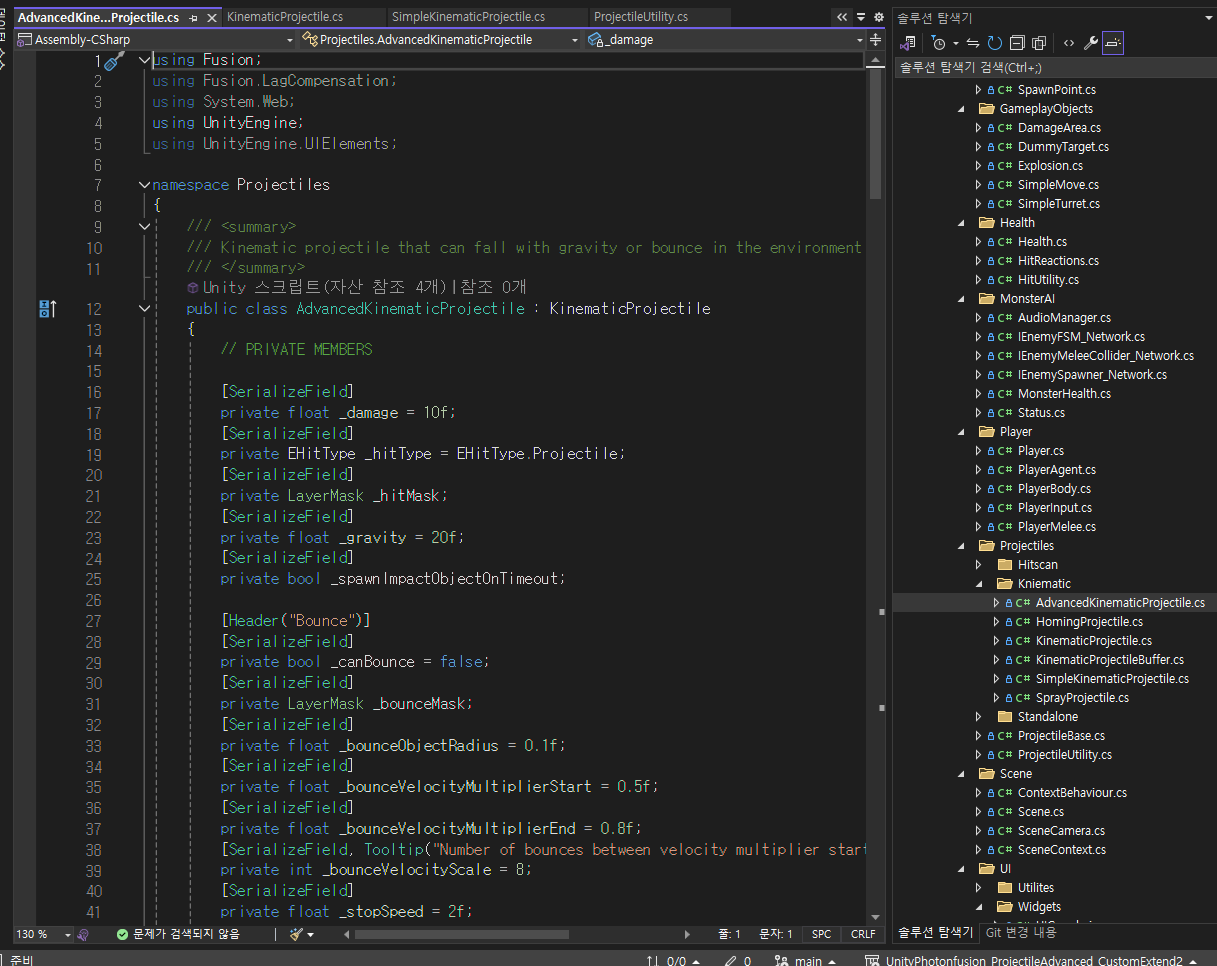 AdvancedKine...Projectile.cs
KinematicProjectile.cs
SimpleKinematicProjectile.cs
ProjectileUtility.cs
Assembly-CSharp
Projectiles.AdvancedKinematicProjectile
_damage
1 using Fusion;
2 using Fusion.LagCompensation;
3 using System.Web;
4 using UnityEngine;
5 using UnityEngine.UIElements;
6
7 namespace Projectiles
8 {
9 /// <summary>
10 /// Kinematic projectile that can fall with gravity or bounce in the environment
11 /// </summary>
Unity 스크립트(자산 참조 4개)|참조 0개
12 public class AdvancedKinematicProjectile : KinematicProjectile
13 {
14 // PRIVATE MEMBERS
15
16 [SerializeField]
17 private float _damage = 10f;
18 [SerializeField]
19 private EHitType _hitType = EHitType.Projectile;
20 [SerializeField]
21 private LayerMask _hitMask;
22 [SerializeField]
23 private float _gravity = 20f;
24 [SerializeField]
25 private bool _spawnImpactObjectOnTimeout;
26
27 [Header("Bounce")]
28 [SerializeField]
29 private bool _canBounce = false;
30 [SerializeField]
31 private LayerMask _bounceMask;
32 [SerializeField]
33 private float _bounceObjectRadius = 0.1f;
34 [SerializeField]
35 private float _bounceVelocityMultiplierStart = 0.5f;
36 [SerializeField]
37 private float _bounceVelocityMultiplierEnd = 0.8f;
38 [SerializeField, Tooltip("Number of bounces between velocity multiplier start
39 private int _bounceVelocityScale = 8;
40 [SerializeField]
41 private float _stopSpeed = 2f;
130 %
문제가 검색되지 않음
줄: 1
문자: 1
SPC
CRLF
솔루션 탐색기
솔루션 탐색기 검색(Ctrl+;)
C# SpawnPoint.cs
GameplayObjects
C# DamageArea.cs
C# DummyTarget.cs
C# Explosion.cs
C# SimpleMove.cs
C# SimpleTurret.cs
Health
C# Health.cs
C# HitReactions.cs
C# HitUtility.cs
MonsterAI
C# AudioManager.cs
C# IEnemyFSM_Network.cs
C# IEnemyMeleeCollider_Network.cs
C# IEnemySpawner_Network.cs
C# MonsterHealth.cs
C# Status.cs
Player
C# Player.cs
C# PlayerAgent.cs
C# PlayerBody.cs
C# PlayerInput.cs
C# PlayerMelee.cs
Projectiles
Hitscan
Kniematic
C# AdvancedKinematicProjectile.cs
C# HomingProjectile.cs
C# KinematicProjectile.cs
C# KinematicProjectileBuffer.cs
C# SimpleKinematicProjectile.cs
C# SprayProjectile.cs
Standalone
C# ProjectileBase.cs
C# ProjectileUtility.cs
Scene
C# ContextBehaviour.cs
C# Scene.cs
C# SceneCamera.cs
C# SceneContext.cs
UI
Utilites
Widgets
솔루션 탐색기
Git 변경 내용
준비
0/0
0
main
UnityPhotonfusion_ProjectileAdvanced_CustomExtend2